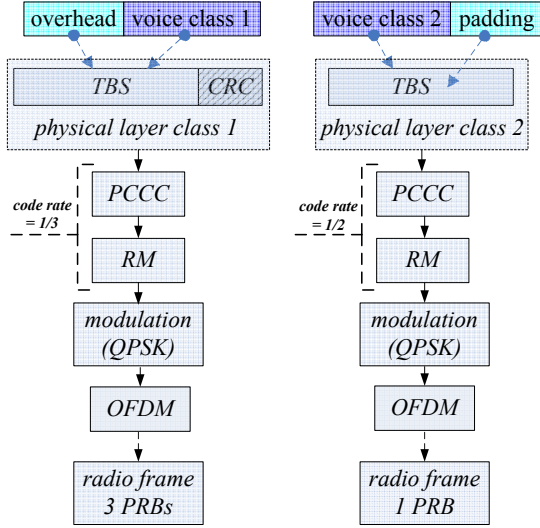 overhead voice class 1
TBS CRC
physical layer class 1
PCCC
code rate
= 1/3
RM
modulation
(QPSK)
OFDM
radio frame
3 PRBs
voice class 2 padding
TBS
physical layer class 2
PCCC
code rate
= 1/2
RM
modulation
(QPSK)
OFDM
radio frame
1 PRB